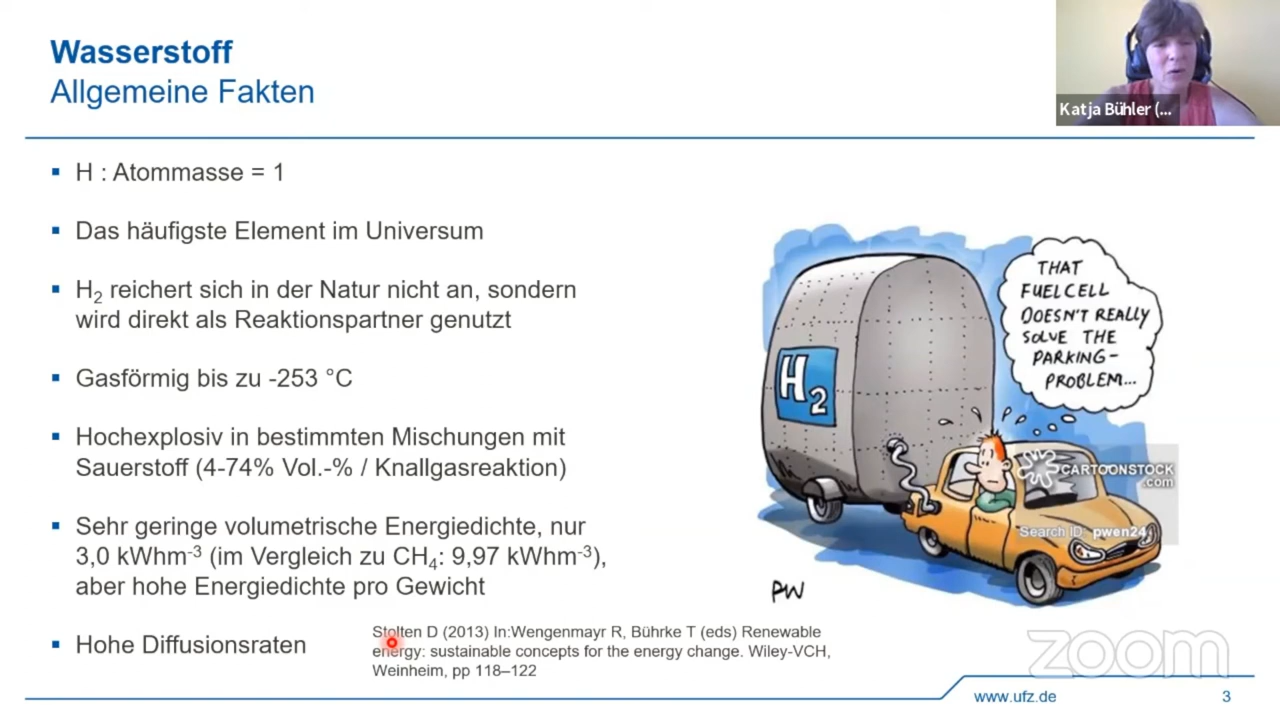 Wasserstoff
Allgemeine Fakten
Katja Bühler (...
▪ H : Atommasse = 1
▪ Das häufigste Element im Universum
▪ H₂ reichert sich in der Natur nicht an, sondern
wird direkt als Reaktionspartner genutzt
▪ Gasförmig bis zu -253 °C
▪ Hochexplosiv in bestimmten Mischungen mit
Sauerstoff (4-74% Vol.-% / Knallgasreaktion)
▪ Sehr geringe volumetrische Energiedichte, nur
3,0 kWhm⁻³ (im Vergleich zu CH₄: 9,97 kWhm⁻³),
aber hohe Energiedichte pro Gewicht
▪ Hohe Diffusionsraten
THAT
FUELCELL
DOESN'T REALLY
SOLVE THE
PARKING-
PROBLEM...
H₂
CARTOONSTOCK
.com
Search ID: pwen24
PW
Stolten D (2013) In:Wengenmayr R, Bührke T (eds) Renewable
energy: sustainable concepts for the energy change. Wiley-VCH,
Weinheim, pp 118–122
zoom
www.ufz.de
3